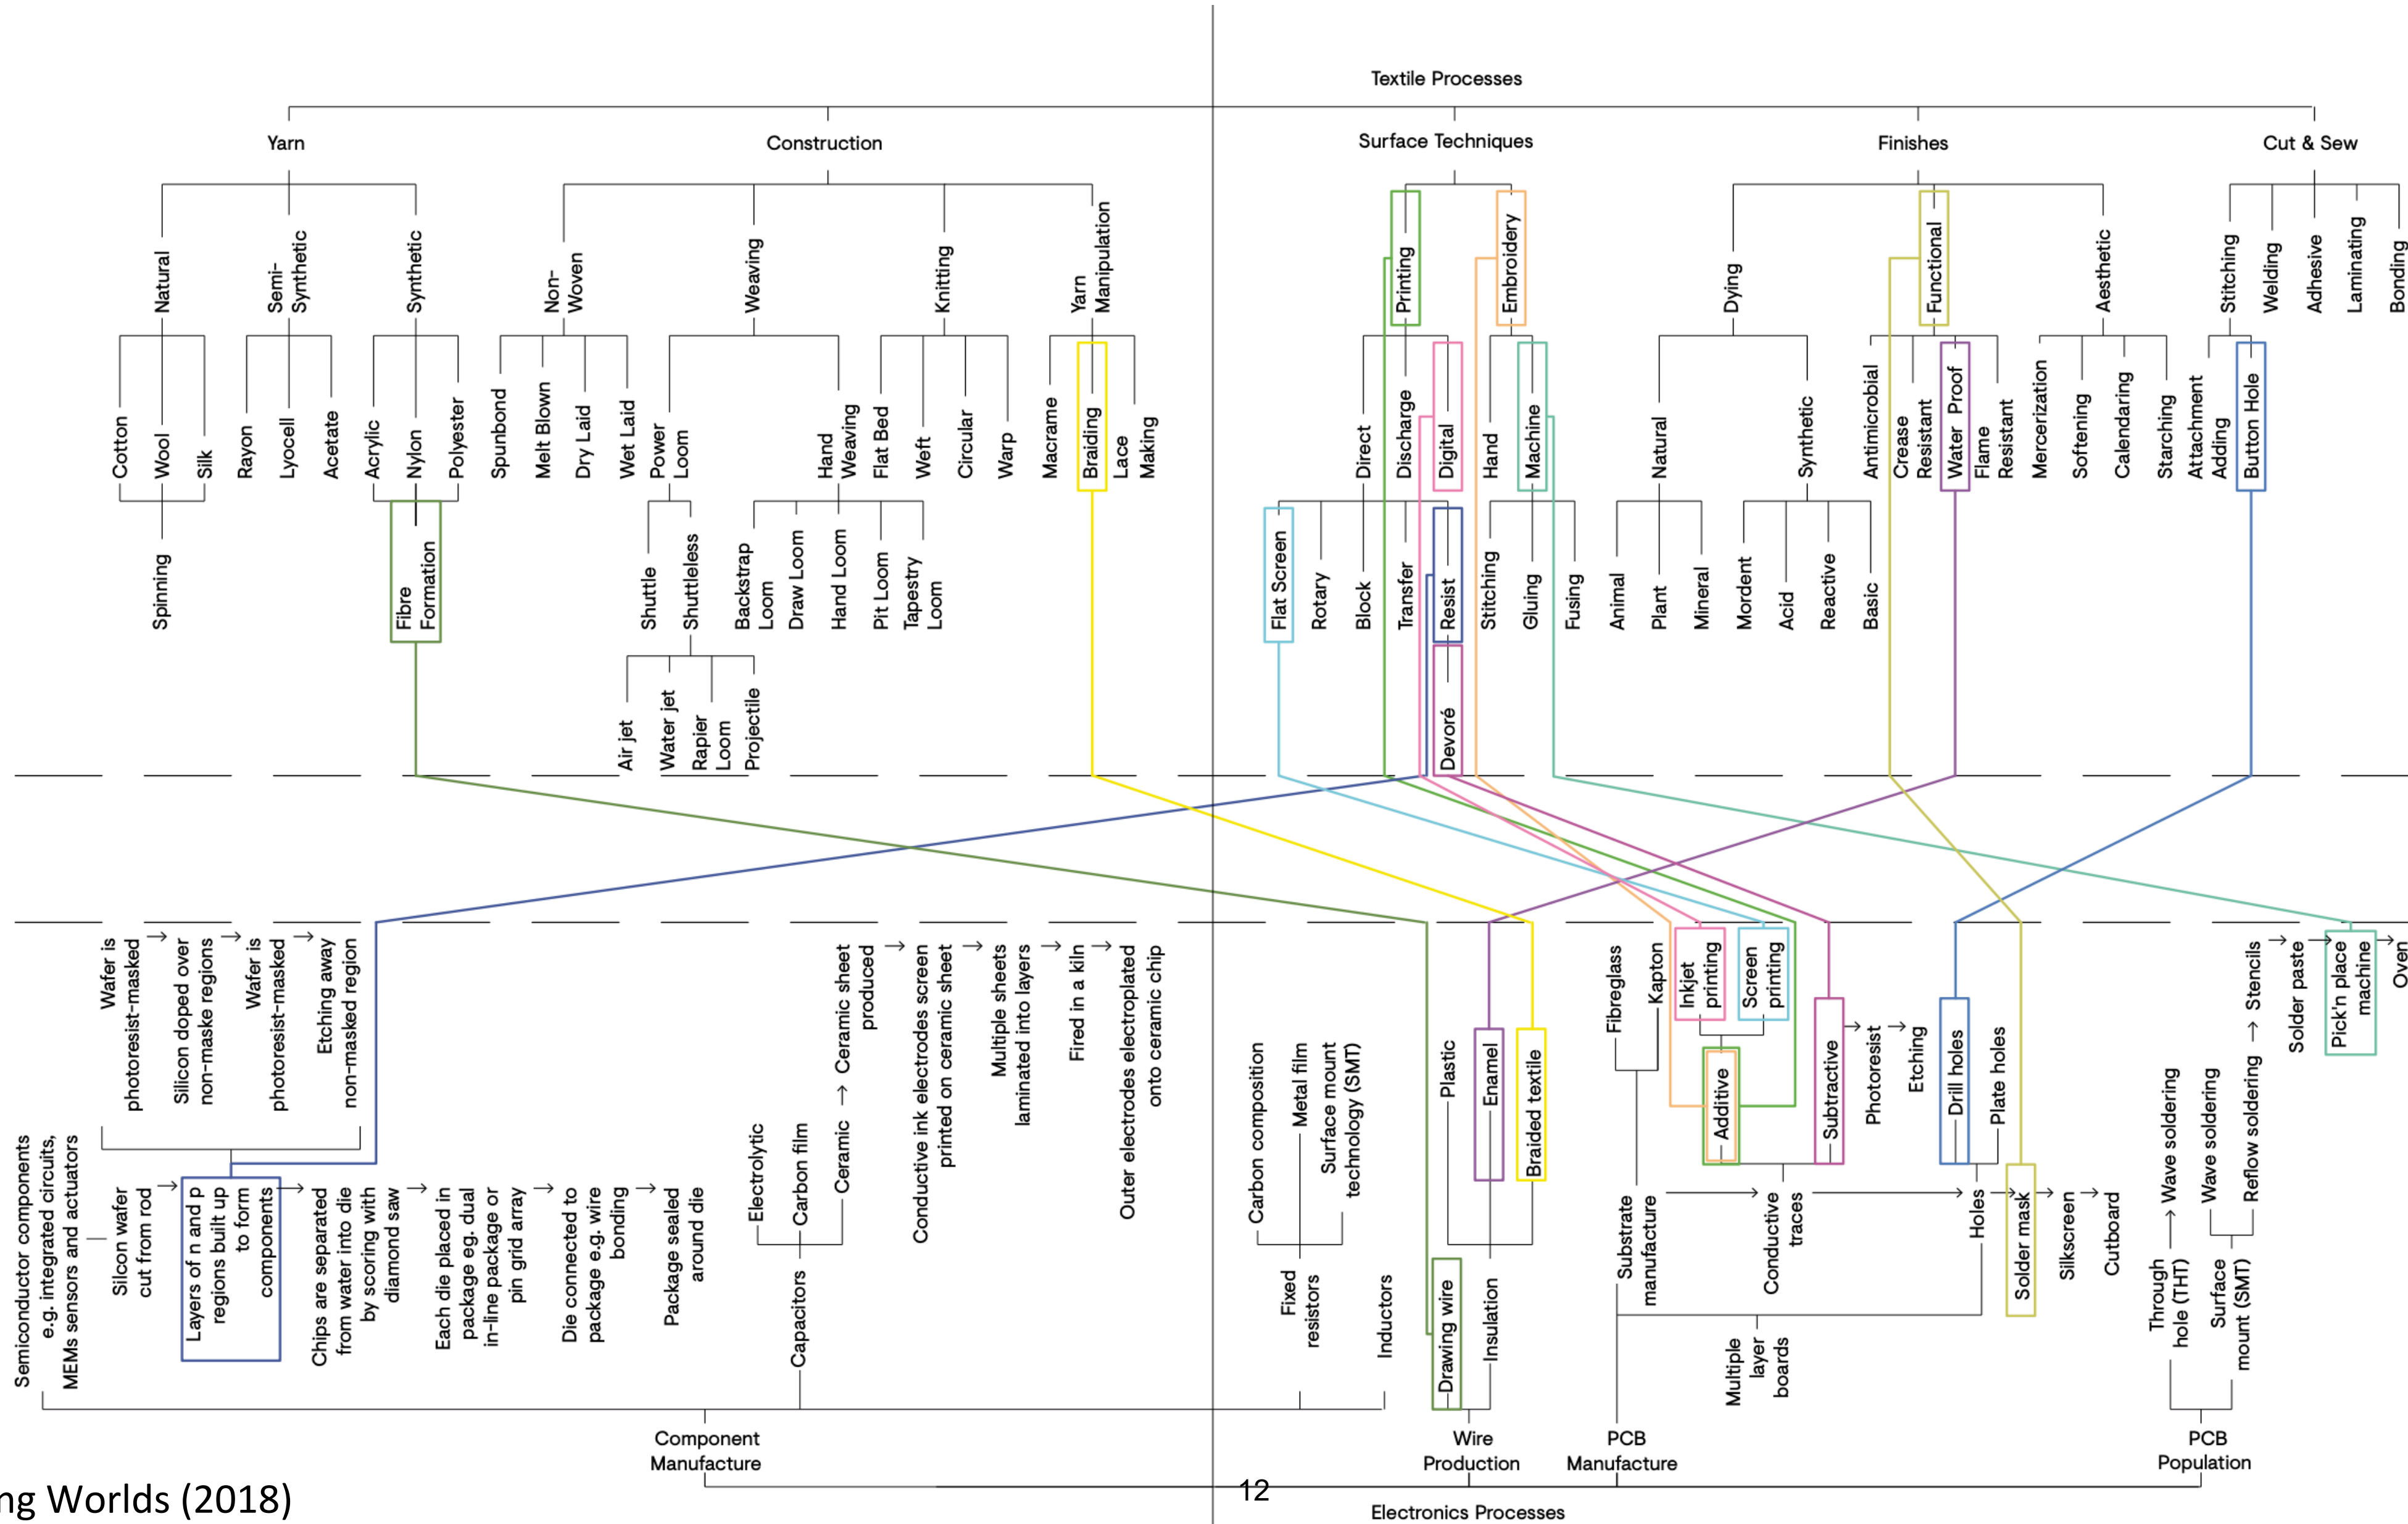 Textile Processes
Yarn
Construction
Surface Techniques
Finishes
Cut & Sew
Natural
Semi-
Synthetic
Synthetic
Non-
Woven
Weaving
Knitting
Yarn
Manipulation
Printing
Embroidery
Dying
Functional
Aesthetic
Stitching
Welding
Adhesive
Laminating
Bonding
Cotton
Wool
Silk
Rayon
Lyocell
Acetate
Acrylic
Nylon
Polyester
Spunbond
Melt Blown
Dry Laid
Wet Laid
Power
Loom
Hand
Weaving
Flat Bed
Weft
Circular
Warp
Macrame
Braiding
Lace
Making
Direct
Discharge
Digital
Hand
Machine
Natural
Synthetic
Antimicrobial
Crease
Resistant
Water Proof
Flame
Resistant
Mercerization
Softening
Calendaring
Starching
Attachment
Adding
Button Hole
Spinning
Fibre
Formation
Shuttle
Shuttleless
Backstrap
Loom
Draw Loom
Hand Loom
Pit Loom
Tapestry
Loom
Flat Screen
Rotary
Block
Transfer
Resist
Stitching
Gluing
Fusing
Animal
Plant
Mineral
Mordent
Acid
Reactive
Basic
Air jet
Water jet
Rapier
Loom
Projectile
Devoré
Wafer is
photoresist-masked
Silicon doped over
non-maske regions
Wafer is
photoresist-masked
Etching away
non-masked region
Ceramic sheet
produced
Conductive ink electrodes screen
printed on ceramic sheet
Multiple sheets
laminated into layers
Fired in a kiln
Outer electrodes electroplated
onto ceramic chip
Fibreglass
Kapton
Inkjet
printing
Screen
printing
Stencils
Solder paste
Pick'n place
machine
Oven
Carbon composition
Metal film
Surface mount
technology (SMT)
Plastic
Enamel
Braided textile
Additive
Subtractive
Photoresist
Etching
Drill holes
Plate holes
Wave soldering
Wave soldering
Reflow soldering
Semiconductor components
e.g. integrated circuits,
MEMs sensors and actuators
Silcon wafer
cut from rod
Layers of n and p
regions built up
to form
components
Chips are separated
from water into die
by scoring with
diamond saw
Each die placed in
package eg. dual
in-line package or
pin grid array
Die connected to
package e.g. wire
bonding
Package sealed
around die
Electrolytic
Carbon film
Ceramic
Capacitors
Fixed
resistors
Inductors
Drawing wire
Insulation
Substrate
manufacture
Conductive
traces
Holes
Solder mask
Silkscreen
Cutboard
Multiple
layer
boards
Through
hole (THT)
Surface
mount (SMT)
Component
Manufacture
Wire
Production
PCB
Manufacture
PCB
Population
Electronics Processes
12
ng Worlds (2018)